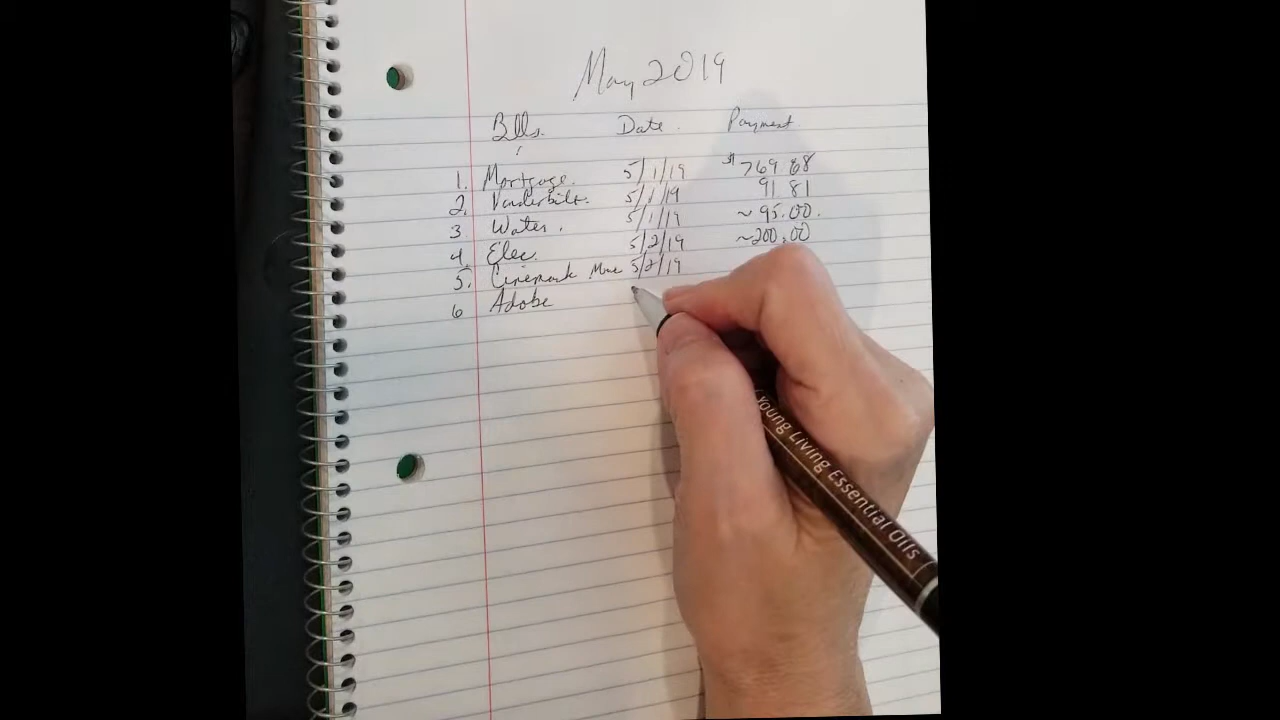 May 2019
Bills. Date. Payment.
1. Mortgage. 5/1/19 $769 68
2. Vanderbilt. 5/1/19 91 81
3 Water. 5/1/19 ~95.00.
4 Elec. 5/2/19 ~200.00
5. Cinemark Movie 5/2/19
6 Adobe
Young Living Essential Oils